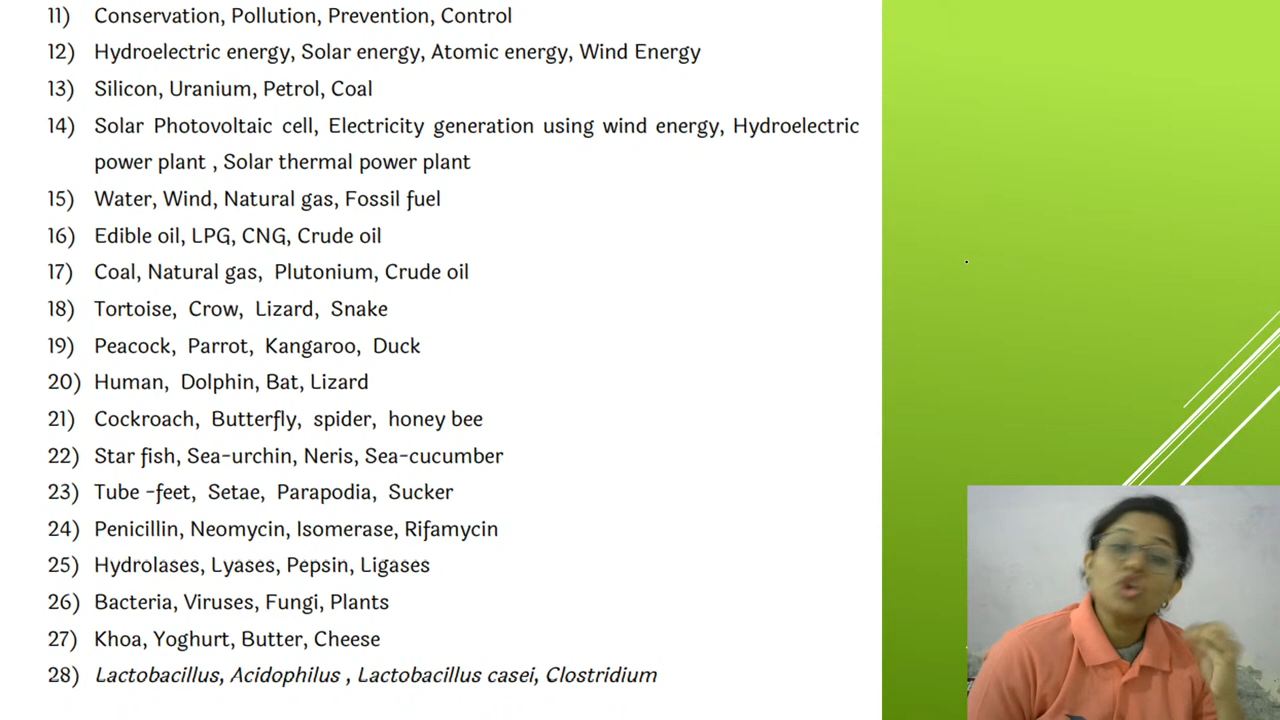 11) Conservation, Pollution, Prevention, Control
12) Hydroelectric energy, Solar energy, Atomic energy, Wind Energy
13) Silicon, Uranium, Petrol, Coal
14) Solar Photovoltaic cell, Electricity generation using wind energy, Hydroelectric
power plant , Solar thermal power plant
15) Water, Wind, Natural gas, Fossil fuel
16) Edible oil, LPG, CNG, Crude oil
17) Coal, Natural gas, Plutonium, Crude oil
18) Tortoise, Crow, Lizard, Snake
19) Peacock, Parrot, Kangaroo, Duck
20) Human, Dolphin, Bat, Lizard
21) Cockroach, Butterfly, spider, honey bee
22) Star fish, Sea-urchin, Neris, Sea-cucumber
23) Tube -feet, Setae, Parapodia, Sucker
24) Penicillin, Neomycin, Isomerase, Rifamycin
25) Hydrolases, Lyases, Pepsin, Ligases
26) Bacteria, Viruses, Fungi, Plants
27) Khoa, Yoghurt, Butter, Cheese
28) Lactobacillus, Acidophilus , Lactobacillus casei, Clostridium